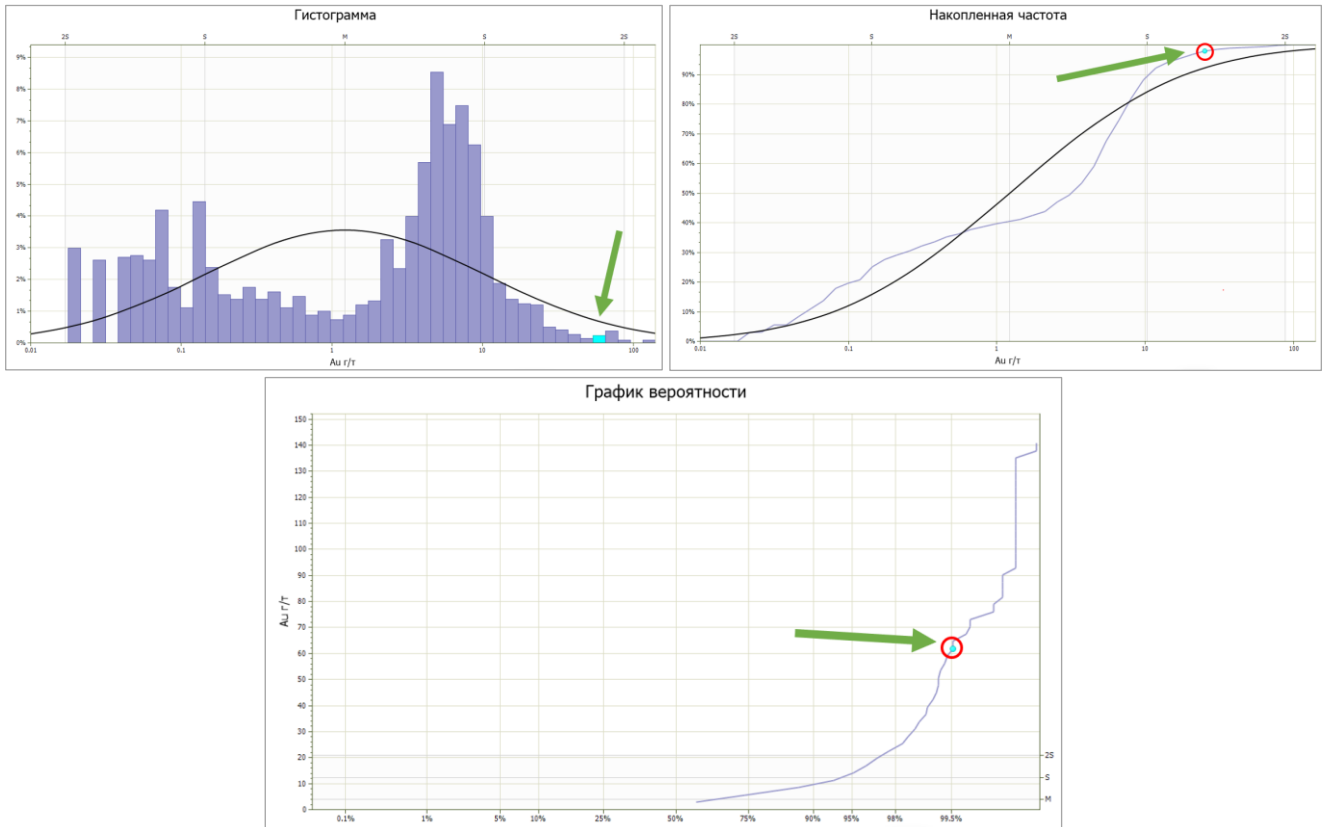 Гистограмма
2S S M S 2S
9%
8%
7%
6%
5%
4%
3%
2%
1%
0%
0.01 0.1 1 10 100
Au г/т
Накопленная частота
2S S M S 2S
90%
80%
70%
60%
50%
40%
30%
20%
10%
0%
0.01 0.1 1 10 100
Au г/т
График вероятности
150
140
130
120
110
100
90
80
70
60
50
40
30
20
10
0
Au г/т
2S
S
M
0.1% 1% 5% 10% 25% 50% 75% 90% 95% 98% 99.5%